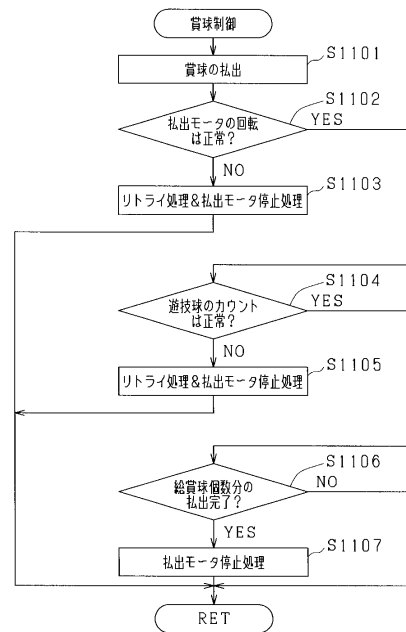 賞球制御
S1101
賞球の払出
S1102
払出モータの回転
は正常?
YES
NO
S1103
リトライ処理&払出モータ停止処理
S1104
遊技球のカウント
は正常?
YES
NO
S1105
リトライ処理&払出モータ停止処理
S1106
総賞球個数分の
払出完了?
NO
YES
S1107
払出モータ停止処理
RET